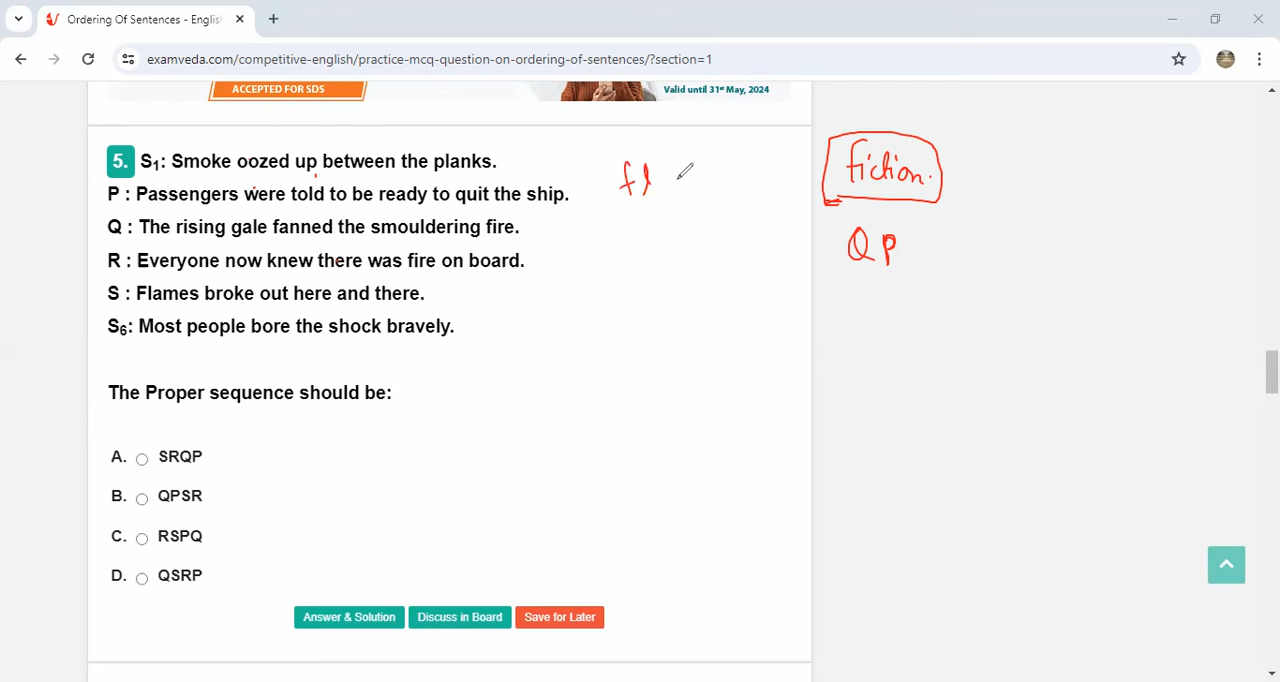 Ordering Of Sentences - Englis
examveda.com/competitive-english/practice-mcq-question-on-ordering-of-sentences/?section=1
ACCEPTED FOR SDS
Valid until 31st May, 2024
5. S1: Smoke oozed up between the planks.
P : Passengers were told to be ready to quit the ship.
Q : The rising gale fanned the smouldering fire.
R : Everyone now knew there was fire on board.
S : Flames broke out here and there.
S6: Most people bore the shock bravely.
fiction.
QP
The Proper sequence should be:
A. SRQP
B. QPSR
C. RSPQ
D. QSRP
Answer & Solution Discuss in Board Save for Later